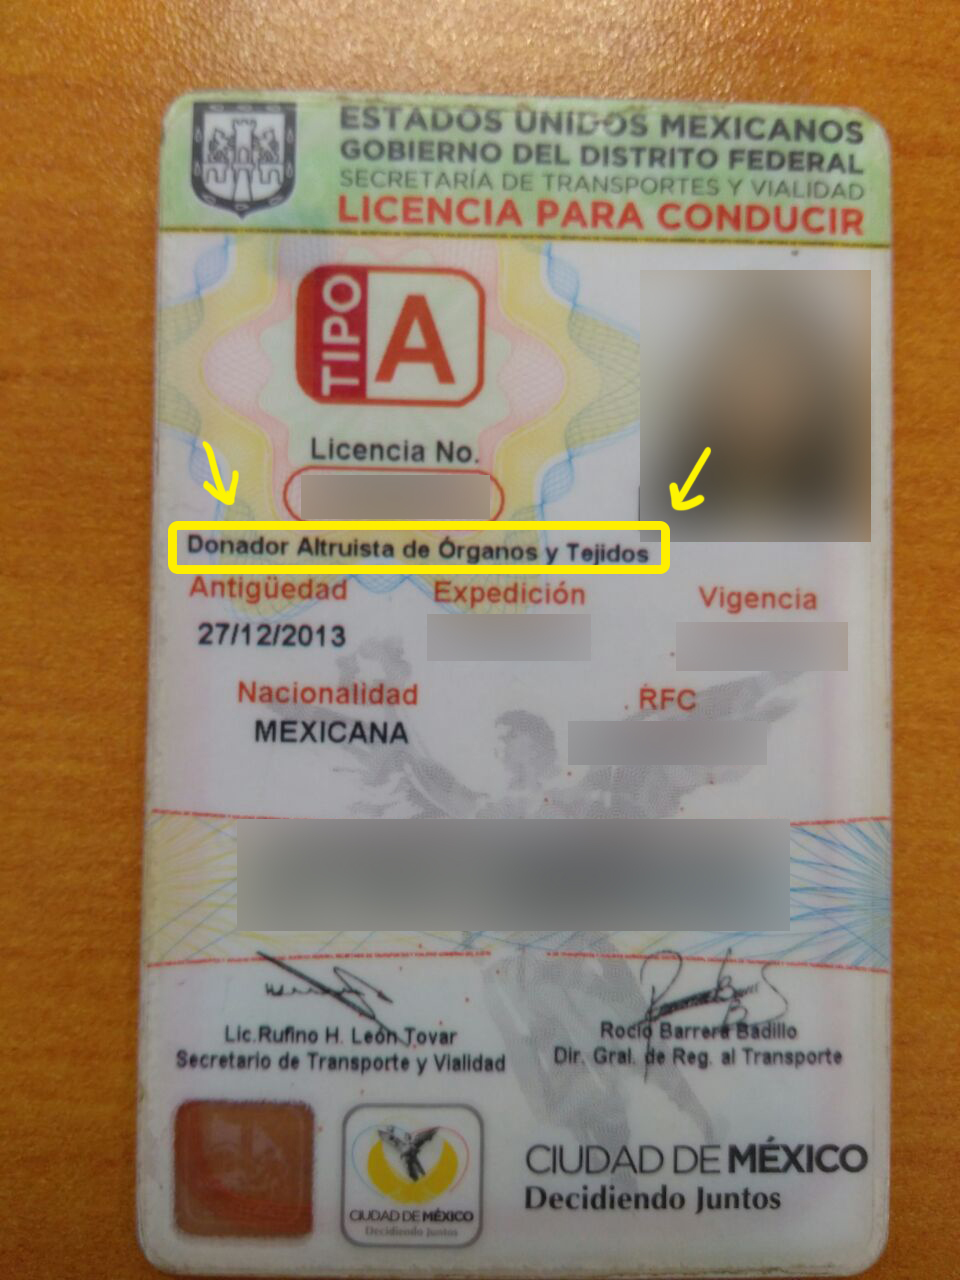 ESTADOS UNIDOS MEXICANOS
GOBIERNO DEL DISTRITO FEDERAL
SECRETARÍA DE TRANSPORTES Y VIALIDAD
LICENCIA PARA CONDUCIR
TIPO A
Licencia No.
Donador Altruista de Órganos y Tejidos
Antigüedad Expedición Vigencia
27/12/2013
Nacionalidad RFC
MEXICANA
Lic.Rufino H. León Tovar
Secretario de Transporte y Vialidad
Rocío Barrera Badillo
Dir. Gral. de Reg. al Transporte
CIUDAD DE MÉXICO
Decidiendo Juntos
CIUDAD DE MÉXICO
Decidiendo Juntos